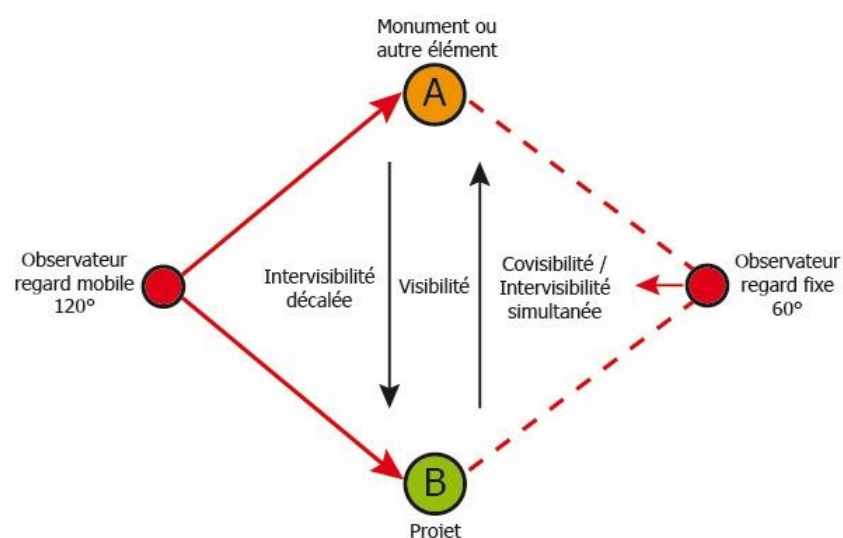 Monument ou
autre élément
A
Observateur
regard mobile
120°
Intervisibilité
décalée
Visibilité
Covisibilité /
Intervisibilité
simultanée
Observateur
regard fixe
60°
B
Projet